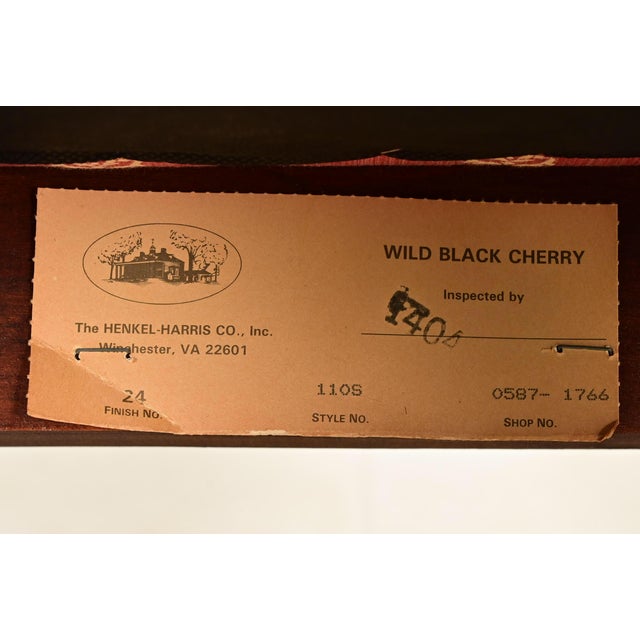 WILD BLACK CHERRY
Inspected by
1404
The HENKEL-HARRIS CO., Inc.
Winchester, VA 22601
24
FINISH NO.
110S
STYLE NO.
0587- 1766
SHOP NO.